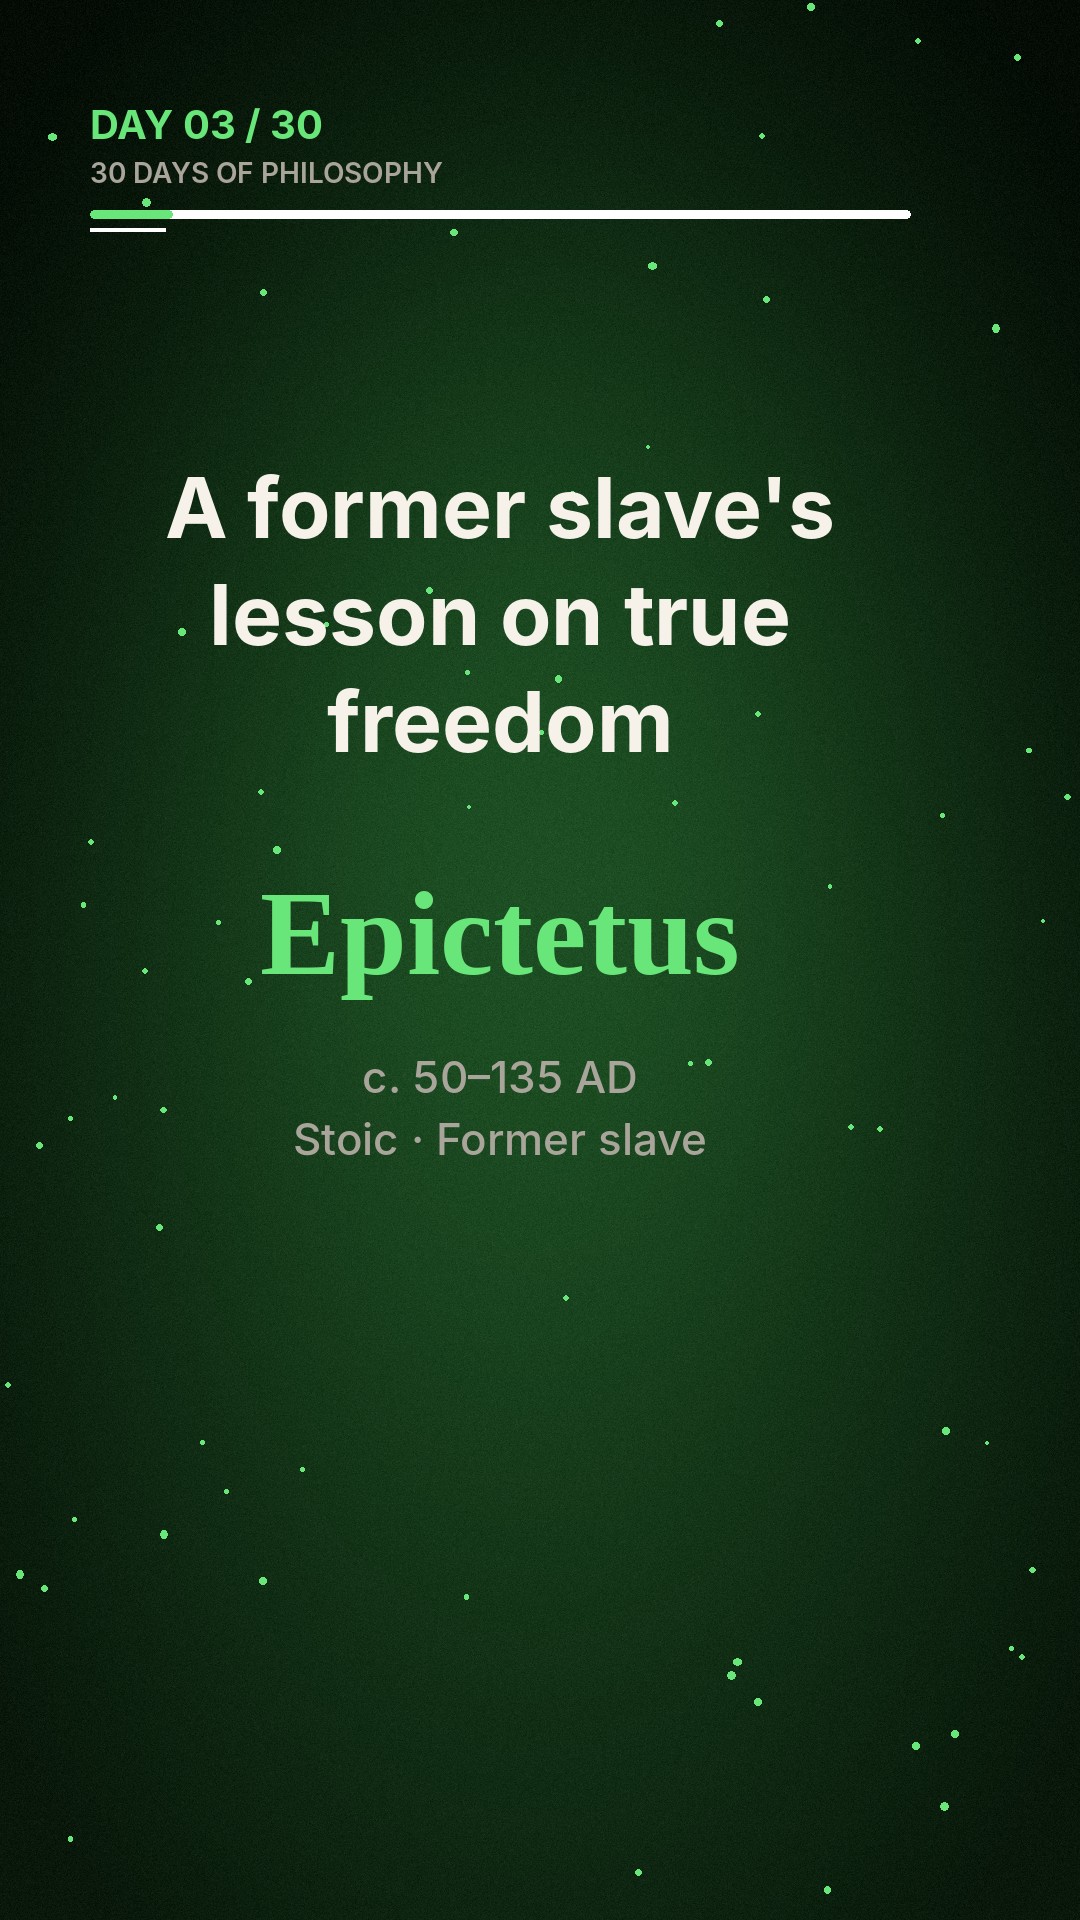 DAY 03 / 30
30 DAYS OF PHILOSOPHY
A former slave's
lesson on true
freedom
Epictetus
c. 50–135 AD
Stoic · Former slave